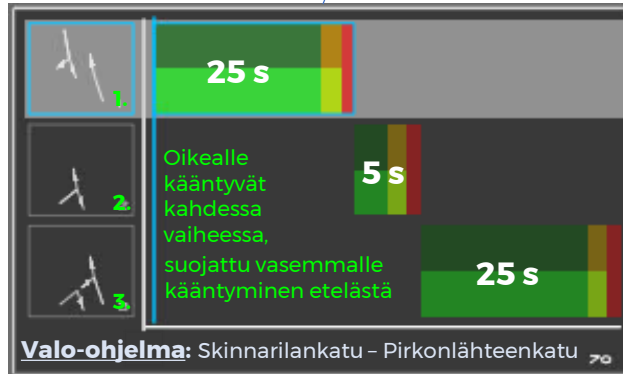 25 s
1.
Oikealle
kääntyvät
kahdessa
vaiheessa,
suojattu vasemmalle
kääntyminen etelästä
5 s
2.
25 s
3.
Valo-ohjelma: Skinnarilankatu – Pirkonlähteenkatu
70